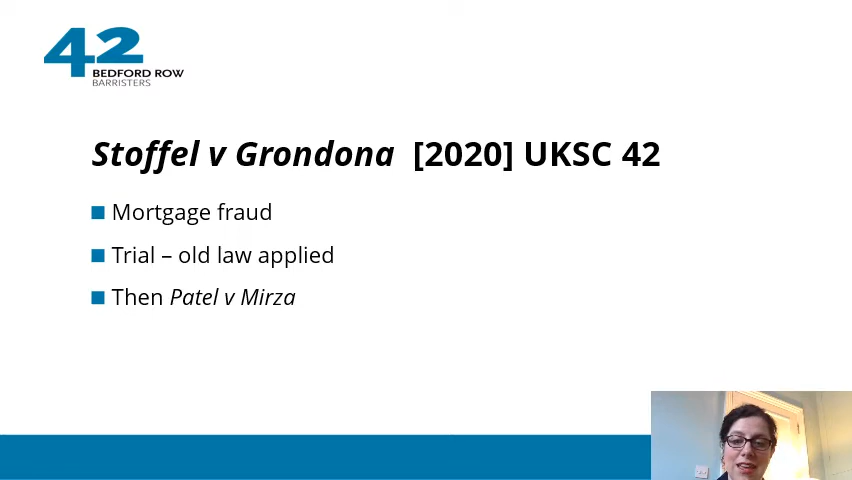 42
BEDFORD ROW
BARRISTERS
Stoffel v Grondona [2020] UKSC 42
Mortgage fraud
Trial – old law applied
Then Patel v Mirza